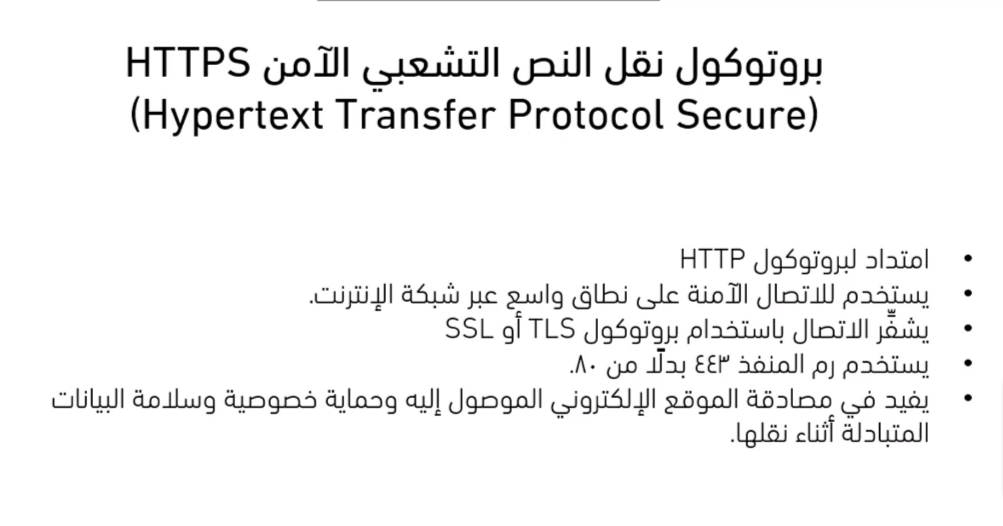 بروتوكول نقل النص التشعبي الآمن HTTPS
(Hypertext Transfer Protocol Secure)
• امتداد لبروتوكول HTTP
• يستخدم للاتصال الآمنة على نطاق واسع عبر شبكة الإنترنت.
• يشفِّر الاتصال باستخدام بروتوكول TLS أو SSL
• يستخدم رم المنفذ ٤٤٣ بدلًا من ٨٠.
• يفيد في مصادقة الموقع الإلكتروني الموصول إليه وحماية خصوصية وسلامة البيانات
المتبادلة أثناء نقلها.